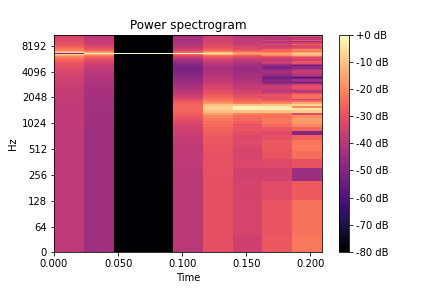 Power spectrogram
8192
4096
2048
1024
512
256
128
64
0
Hz
0.000 0.050 0.100 0.150 0.200
Time
+0 dB
-10 dB
-20 dB
-30 dB
-40 dB
-50 dB
-60 dB
-70 dB
-80 dB